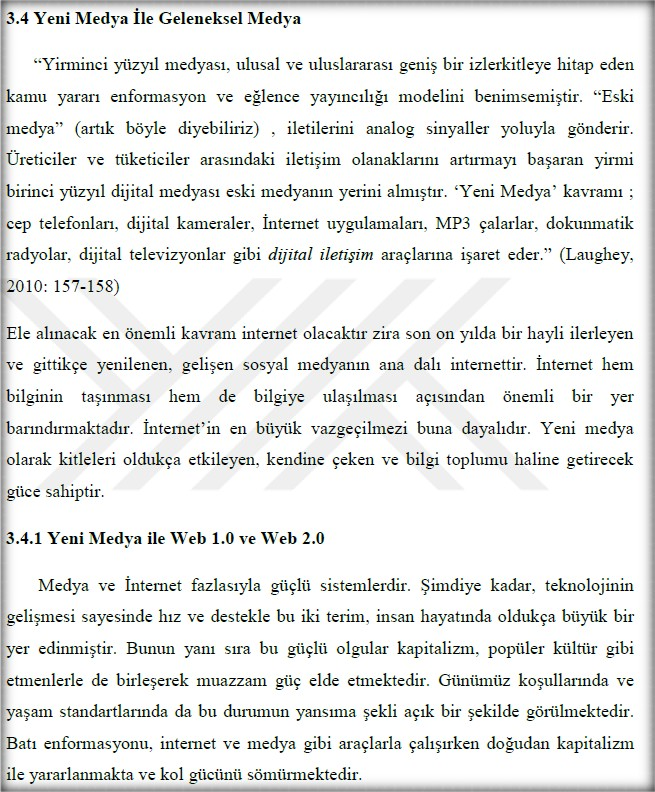 3.4 Yeni Medya İle Geleneksel Medya
“Yirminci yüzyıl medyası, ulusal ve uluslararası geniş bir izlerkitleye hitap eden
kamu yararı enformasyon ve eğlence yayıncılığı modelini benimsemiştir. “Eski
medya” (artık böyle diyebiliriz) , iletilerini analog sinyaller yoluyla gönderir.
Üreticiler ve tüketiciler arasındaki iletişim olanaklarını artırmayı başaran yirmi
birinci yüzyıl dijital medyası eski medyanın yerini almıştır. ‘Yeni Medya’ kavramı ;
cep telefonları, dijital kameraler, İnternet uygulamaları, MP3 çalarlar, dokunmatik
radyolar, dijital televizyonlar gibi dijital iletişim araçlarına işaret eder.” (Laughey,
2010: 157-158)
Ele alınacak en önemli kavram internet olacaktır zira son on yılda bir hayli ilerleyen
ve gittikçe yenilenen, gelişen sosyal medyanın ana dalı internettir. İnternet hem
bilginin taşınması hem de bilgiye ulaşılması açısından önemli bir yer
barındırmaktadır. İnternet’in en büyük vazgeçilmezi buna dayalıdır. Yeni medya
olarak kitleleri oldukça etkileyen, kendine çeken ve bilgi toplumu haline getirecek
güce sahiptir.
3.4.1 Yeni Medya ile Web 1.0 ve Web 2.0
Medya ve İnternet fazlasıyla güçlü sistemlerdir. Şimdiye kadar, teknolojinin
gelişmesi sayesinde hız ve destekle bu iki terim, insan hayatında oldukça büyük bir
yer edinmiştir. Bunun yanı sıra bu güçlü olgular kapitalizm, popüler kültür gibi
etmenlerle de birleşerek muazzam güç elde etmektedir. Günümüz koşullarında ve
yaşam standartlarında da bu durumun yansıma şekli açık bir şekilde görülmektedir.
Batı enformasyonu, internet ve medya gibi araçlarla çalışırken doğudan kapitalizm
ile yararlanmakta ve kol gücünü sömürmektedir.